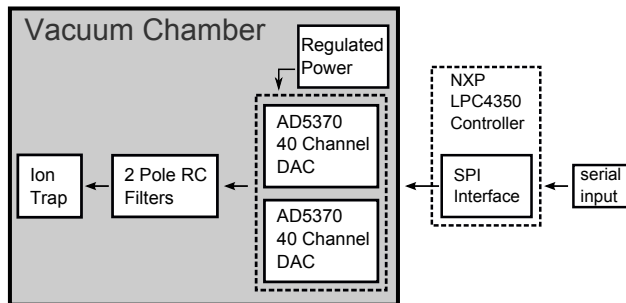 Vacuum Chamber
Regulated
Power
NXP
LPC4350
Controller
AD5370
40 Channel
DAC
Ion
Trap
2 Pole RC
Filters
SPI
Interface
serial
input
AD5370
40 Channel
DAC